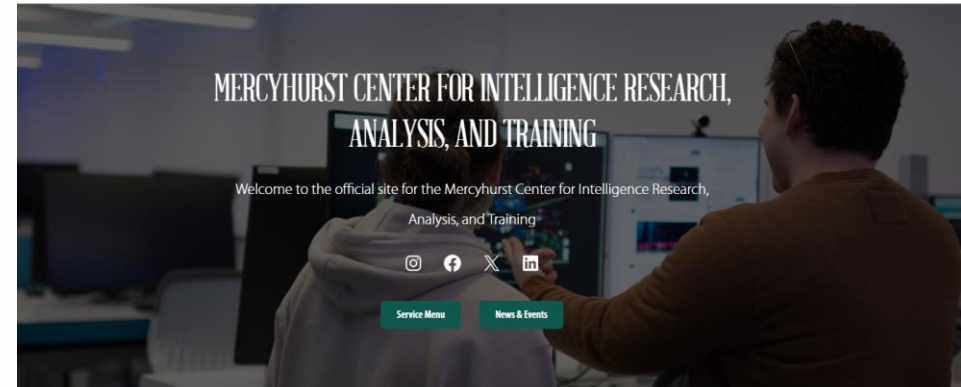 MERCYHURST CENTER FOR INTELLIGENCE RESEARCH,
ANALYSIS, AND TRAINING
Welcome to the official site for the Mercyhurst Center for Intelligence Research,
Analysis, and Training
Service Menu
News & Events